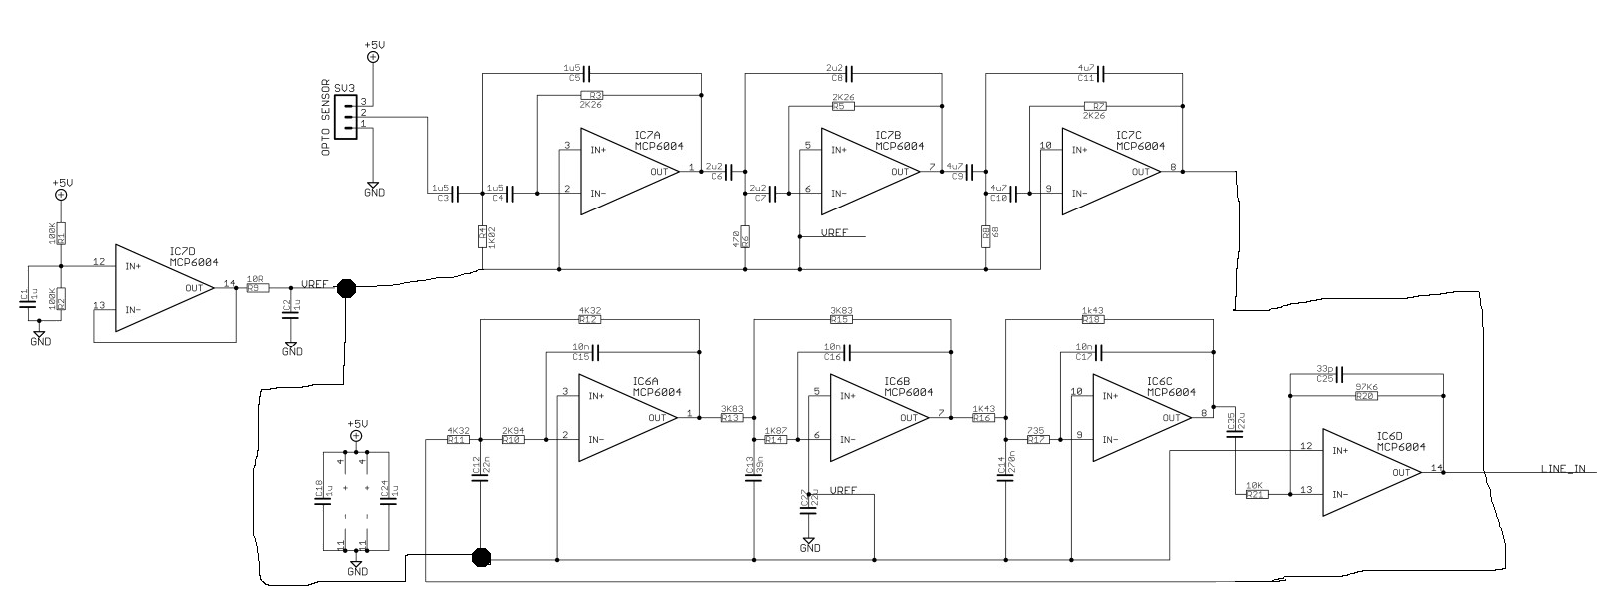 +5V
SV3
OPTO SENSOR
3
2
1
GND
1u5
C5
R3
2K26
IC7A
MCP6004
3
IN+
OUT
1
2
IN-
1u5
C3
1u5
C4
R4
1K02
2u2
C8
2K26
R5
IC7B
MCP6004
5
IN+
OUT
7
6
IN-
2u2
C6
2u2
C7
470
R6
VREF
4u7
C11
R7
2K26
IC7C
MCP6004
10
IN+
OUT
8
9
IN-
4u7
C9
4u7
C10
R8
68
+5V
100K
R1
100K
R2
C1
1u
GND
IC7D
MCP6004
12
IN+
OUT
14
13
IN-
10R
R9
VREF
C2
1u
GND
4K32
R12
10n
C15
IC6A
MCP6004
3
IN+
OUT
1
2
IN-
4K32
R11
2K94
R10
C12
22n
3K83
R15
10n
C16
IC6B
MCP6004
5
IN+
OUT
7
6
IN-
3K83
R13
1K87
R14
C13
39n
C27
22u
VREF
GND
1k43
R18
10n
C17
IC6C
MCP6004
10
IN+
OUT
8
9
IN-
1K43
R16
735
R17
C14
270n
C35
22u
33p
C25
97K6
R20
IC6D
MCP6004
12
IN+
OUT
14
13
IN-
10K
R21
LINE_IN
+5V
4
4
C18
1u
+
+
C24
1u
-
-
11
11
GND